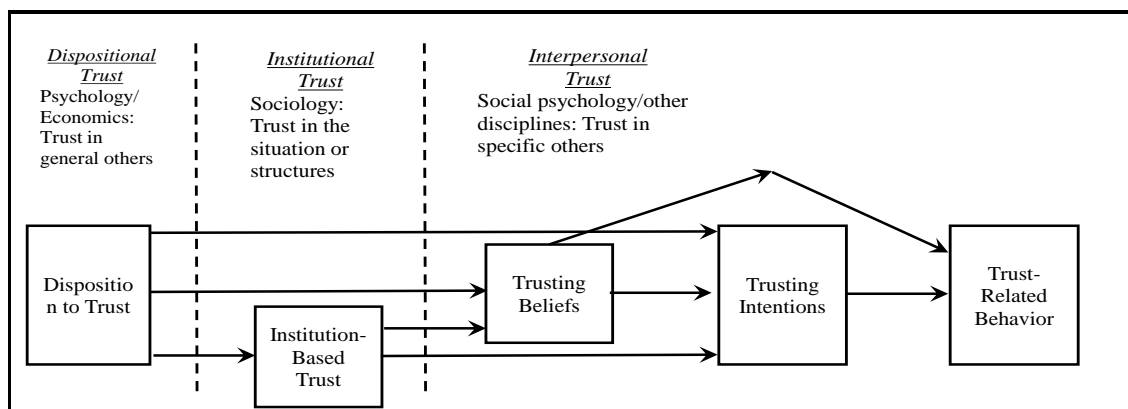 Dispositional
Trust
Psychology/
Economics:
Trust in
general others
Institutional
Trust
Sociology:
Trust in the
situation or
structures
Interpersonal
Trust
Social psychology/other
disciplines: Trust in
specific others
Dispositio
n to Trust
Institution-
Based
Trust
Trusting
Beliefs
Trusting
Intentions
Trust-
Related
Behavior